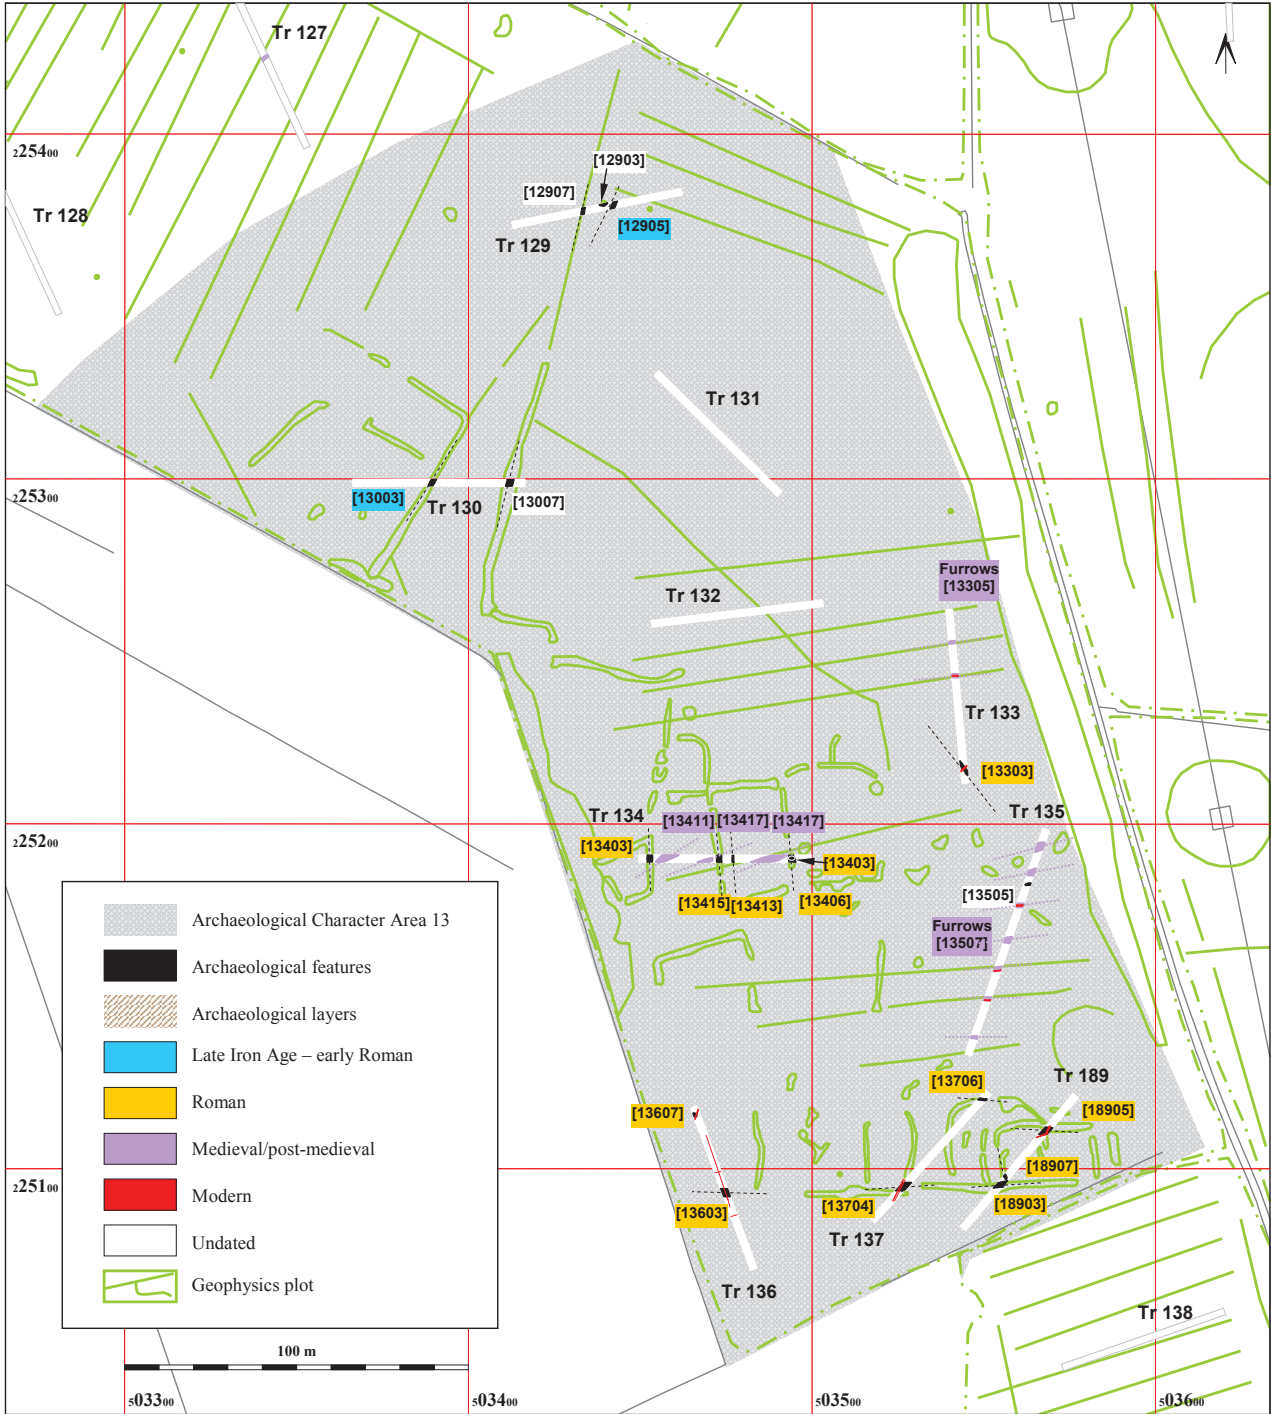 Tr 127
225400
[12903]
[12907]
Tr 128
[12905]
Tr 129
Tr 131
225300
[13003]
Tr 130
[13007]
Furrows
[13305]
Tr 132
Tr 133
[13303]
Tr 135
Tr 134
[13411]
[13417]
[13417]
225200
[13403]
[13403]
[13415]
[13413]
[13406]
[13505]
Furrows
[13507]
Archaeological Character Area 13
Archaeological features
Archaeological layers
Late Iron Age – early Roman
Roman
Medieval/post-medieval
Modern
Undated
Geophysics plot
[13706]
Tr 189
[13607]
[18905]
[18907]
225100
[13603]
[13704]
[18903]
Tr 137
Tr 136
Tr 138
100 m
503300
503400
503500
503600